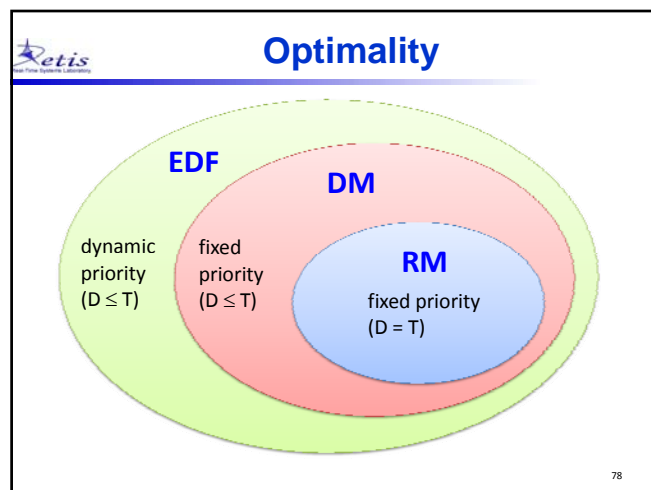 Retis
Real-Time Systems Laboratory
Optimality
EDF
DM
dynamic
priority
(D ≤ T)
fixed
priority
(D ≤ T)
RM
fixed priority
(D = T)
78